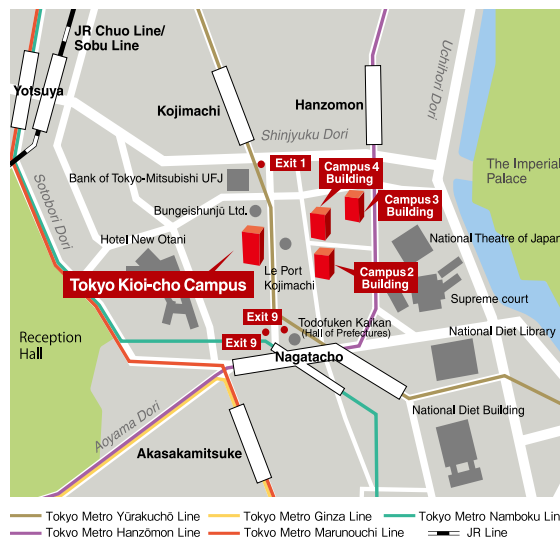 JR Chuo Line/
Sobu Line
Yotsuya
Kojimachi
Hanzomon
Uchibori Dori
Shinjyuku Dori
Exit 1
Bank of Tokyo-Mitsubishi UFJ
Campus 4
Building
Campus 3
Building
The Imperial
Palace
Sotobori Dori
Bungeishunjū Ltd.
Hotel New Otani
National Theatre of Japan
Tokyo Kioi-cho Campus
Le Port
Kojimachi
Campus 2
Building
Supreme court
Exit 9
Exit 9
Todofuken Kaikan
(Hall of Prefectures)
National Diet Library
Reception
Hall
Nagatacho
National Diet Building
Aoyama Dori
Akasakamitsuke
Tokyo Metro Yūrakuchō Line
Tokyo Metro Ginza Line
Tokyo Metro Namboku Lin
Tokyo Metro Hanzōmon Line
Tokyo Metro Marunouchi Line
JR Line